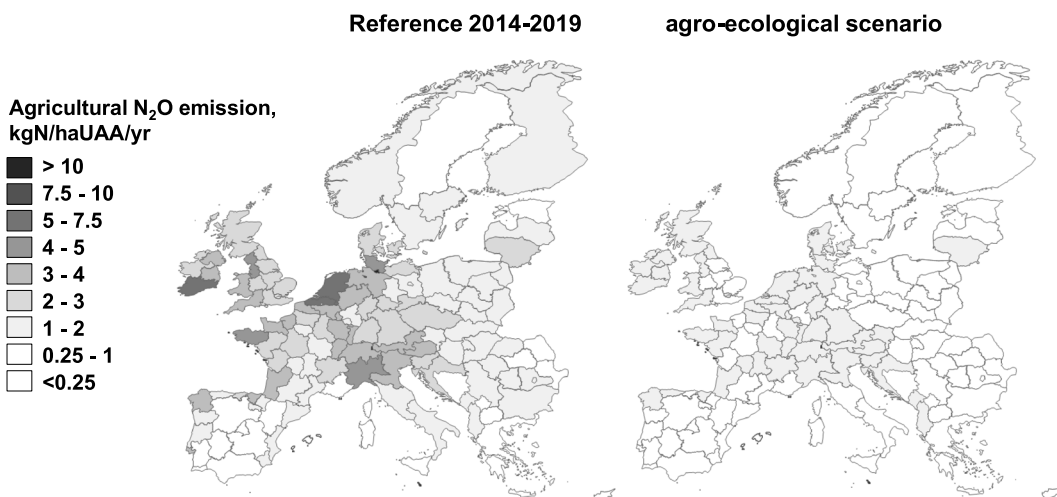 Reference 2014-2019
agro-ecological scenario
Agricultural N₂O emission,
kgN/haUAA/yr
> 10
7.5 - 10
5 - 7.5
4 - 5
3 - 4
2 - 3
1 - 2
0.25 - 1
<0.25